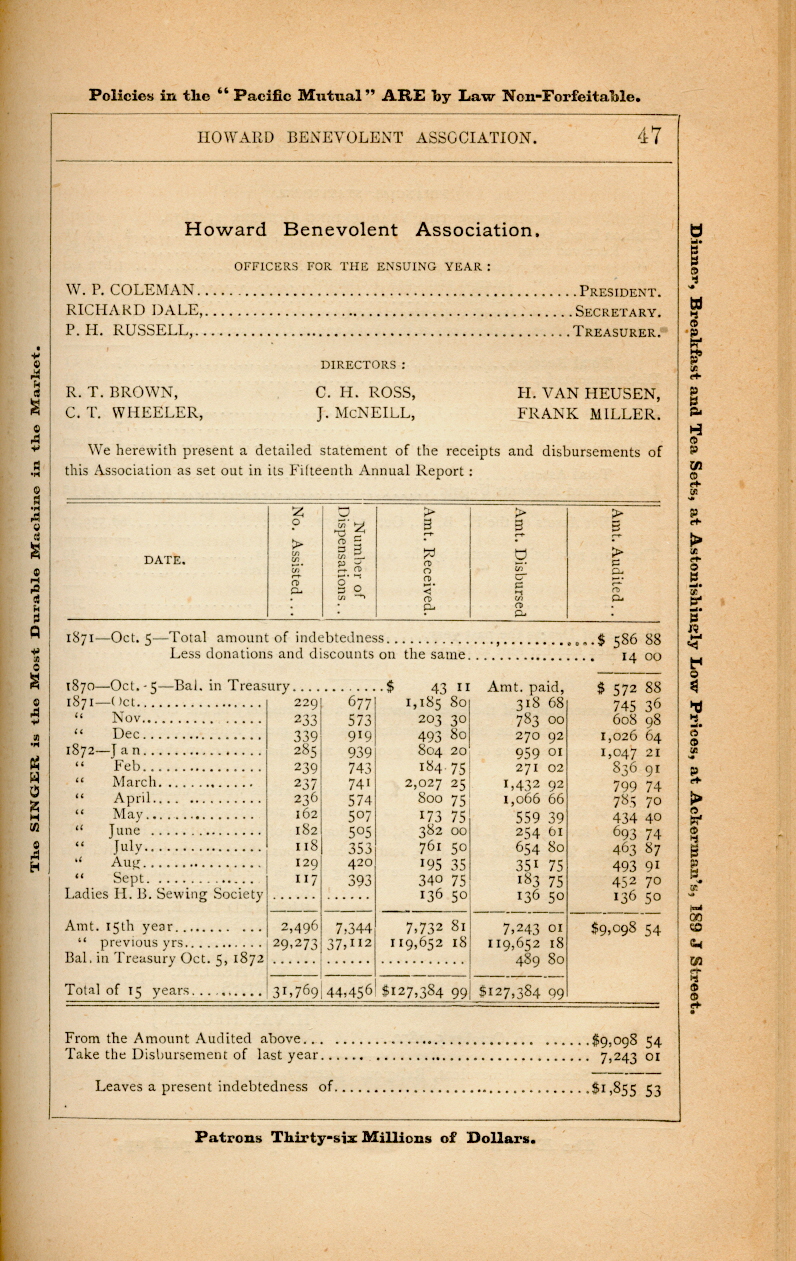 Policies in the “Pacific Mutual” ARE by Law Non-Forfeitable.
HOWARD BENEVOLENT ASSOCIATION. 47
Howard Benevolent Association.
OFFICERS FOR THE ENSUING YEAR :
W. P. COLEMAN........PRESIDENT.
RICHARD DALE,........SECRETARY.
P. H. RUSSELL,........TREASURER.
DIRECTORS :
R. T. BROWN, C. H. ROSS, H. VAN HEUSEN,
C. T. WHEELER, J. McNEILL, FRANK MILLER.
We herewith present a detailed statement of the receipts and disbursements of
this Association as set out in its Fifteenth Annual Report :
DATE. No. Assisted... Number of Dispensations.. Amt. Received. Amt. Disbursed Amt. Audited..
1871—Oct. 5—Total amount of indebtedness........$ 586 88
Less donations and discounts on the same........ 14 00
1870—Oct. 5—Bal. in Treasury........$ 43 11 Amt. paid, $ 572 88
1871—Oct........ 229 677 1,185 80 318 68 745 36
“ Nov........ 233 573 203 30 783 00 608 98
“ Dec........ 339 919 493 80 270 92 1,026 64
1872—Jan........ 285 939 804 20 959 01 1,047 21
“ Feb........ 239 743 184 75 271 02 836 91
“ March........ 237 741 2,027 25 1,432 92 799 74
“ April........ 236 574 800 75 1,066 66 785 70
“ May........ 162 507 173 75 559 39 434 40
“ June ........ 182 505 382 00 254 61 693 74
“ July........ 118 353 761 50 654 80 463 87
“ Aug........ 129 420 195 35 351 75 493 91
“ Sept........ 117 393 340 75 183 75 452 70
Ladies H. B. Sewing Society ...... ...... 136 50 136 50 136 50
Amt. 15th year........ 2,496 7,344 7,732 81 7,243 01 $9,098 54
“ previous yrs........ 29,273 37,112 119,652 18 119,652 18
Bal. in Treasury Oct. 5, 1872 ...... ...... ........... 489 80
Total of 15 years........ 31,769 44,456 $127,384 99 $127,384 99
From the Amount Audited above........$9,098 54
Take the Disbursement of last year........ 7,243 01
Leaves a present indebtedness of........$1,855 53
Patrons Thirty-six Millions of Dollars.
The SINGER is the Most Durable Machine in the Market.
Dinner, Breakfast and Tea Sets, at Astonishingly Low Prices, at Ackerman's, 189 J Street.